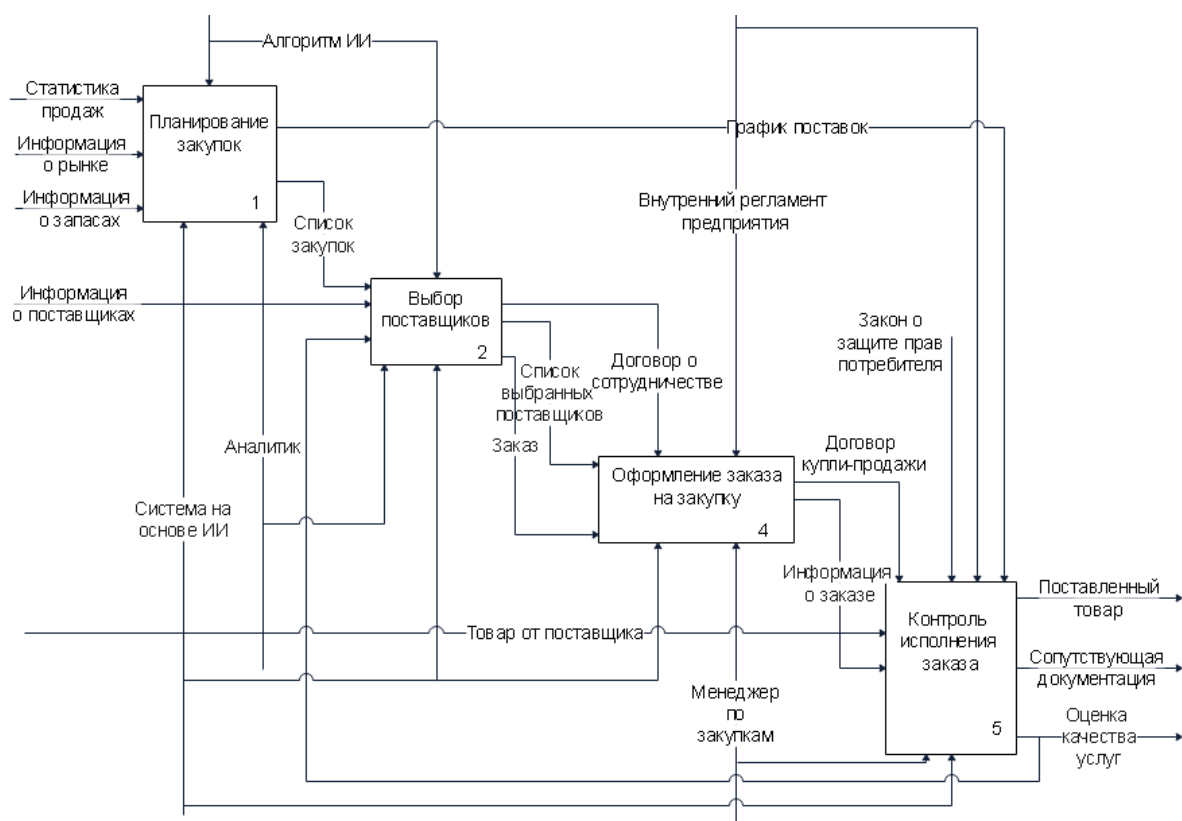 Алгоритм ИИ
Статистика
продаж
Планирование
закупок
1
График поставок
Информация
о рынке
Информация
о запасах
Внутренний регламент
предприятия
Список
закупок
Информация
о поставщиках
Выбор
поставщиков
2
Закон о
защите прав
потребителя
Договор о
сотрудничестве
Список
выбранных
поставщиков
Заказ
Аналитик
Договор
купли-продажи
Оформление заказа
на закупку
4
Система на
основе ИИ
Информация
о заказе
Поставленный
товар
Контроль
исполнения
заказа
5
Товар от поставщика
Сопутствующая
документация
Менеджер
по
закупкам
Оценка
качества
услуг